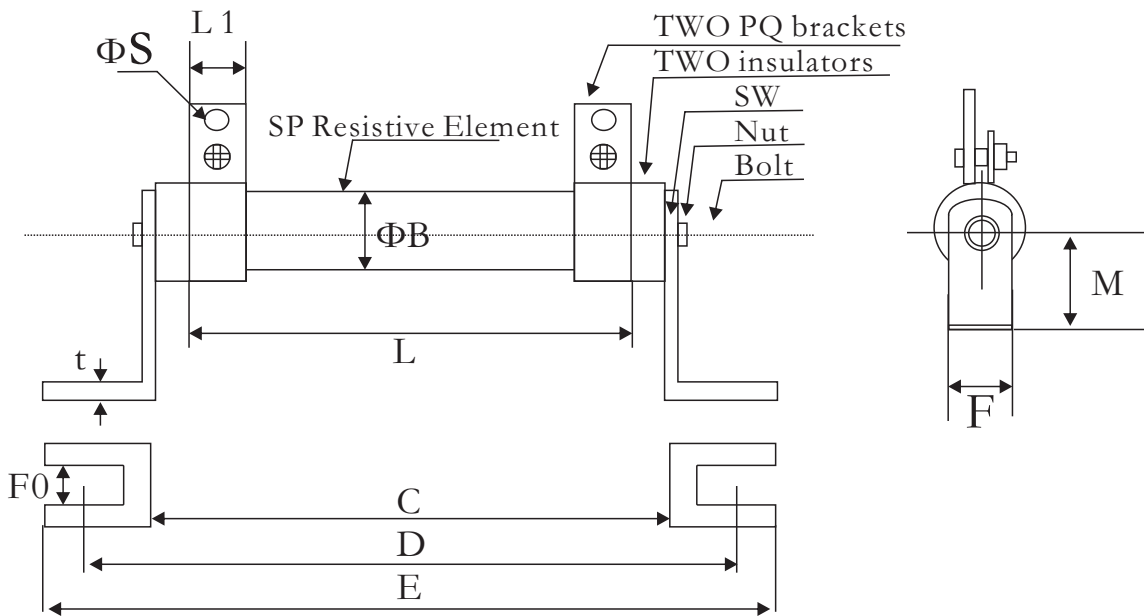 L 1
TWO PQ brackets
ΦS
TWO insulators
SW
SP Resistive Element
Nut
Bolt
ΦB
M
L
t
F
F0
C
D
E